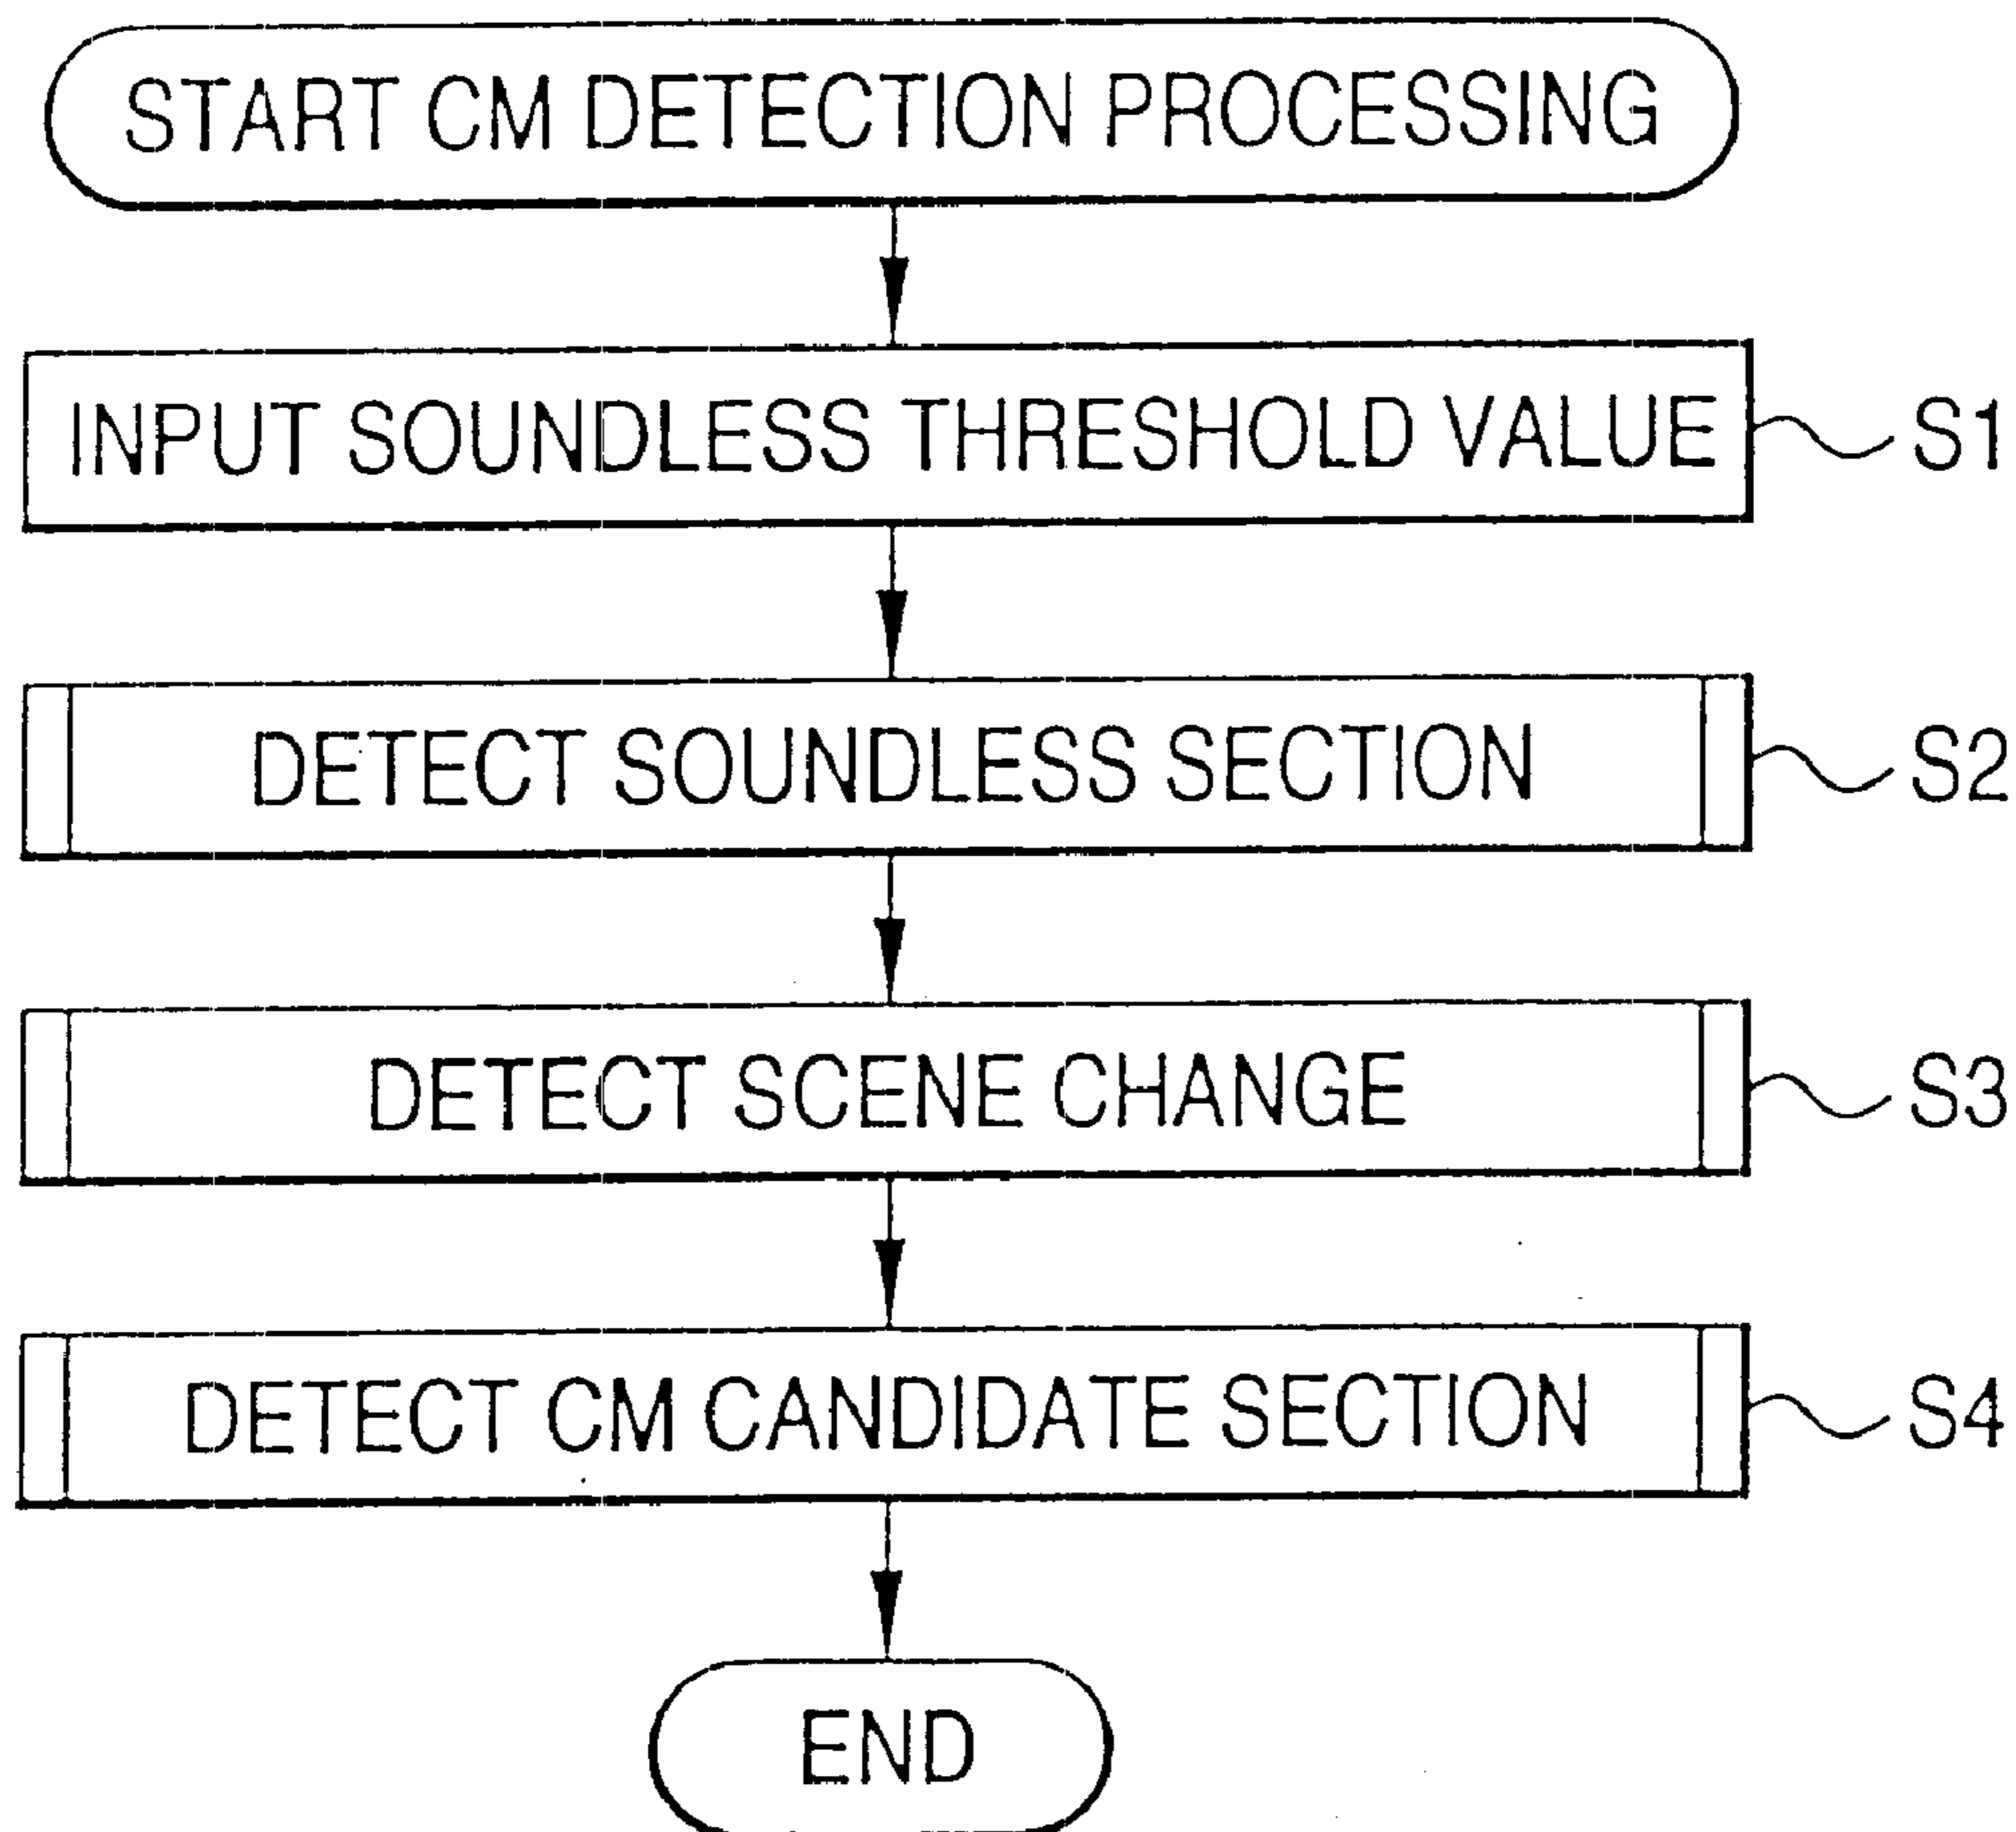 START CM DETECTION PROCESSING
INPUT SOUNDLESS THRESHOLD VALUE S1
DETECT SOUNDLESS SECTION S2
DETECT SCENE CHANGE S3
DETECT CM CANDIDATE SECTION S4
END